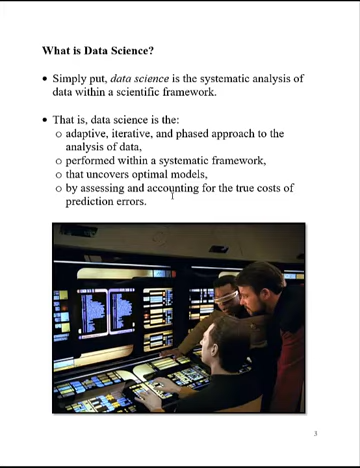 What is Data Science?
• Simply put, data science is the systematic analysis of
data within a scientific framework.
• That is, data science is the:
o adaptive, iterative, and phased approach to the
analysis of data,
o performed within a systematic framework,
o that uncovers optimal models,
o by assessing and accounting for the true costs of
prediction errors.
3